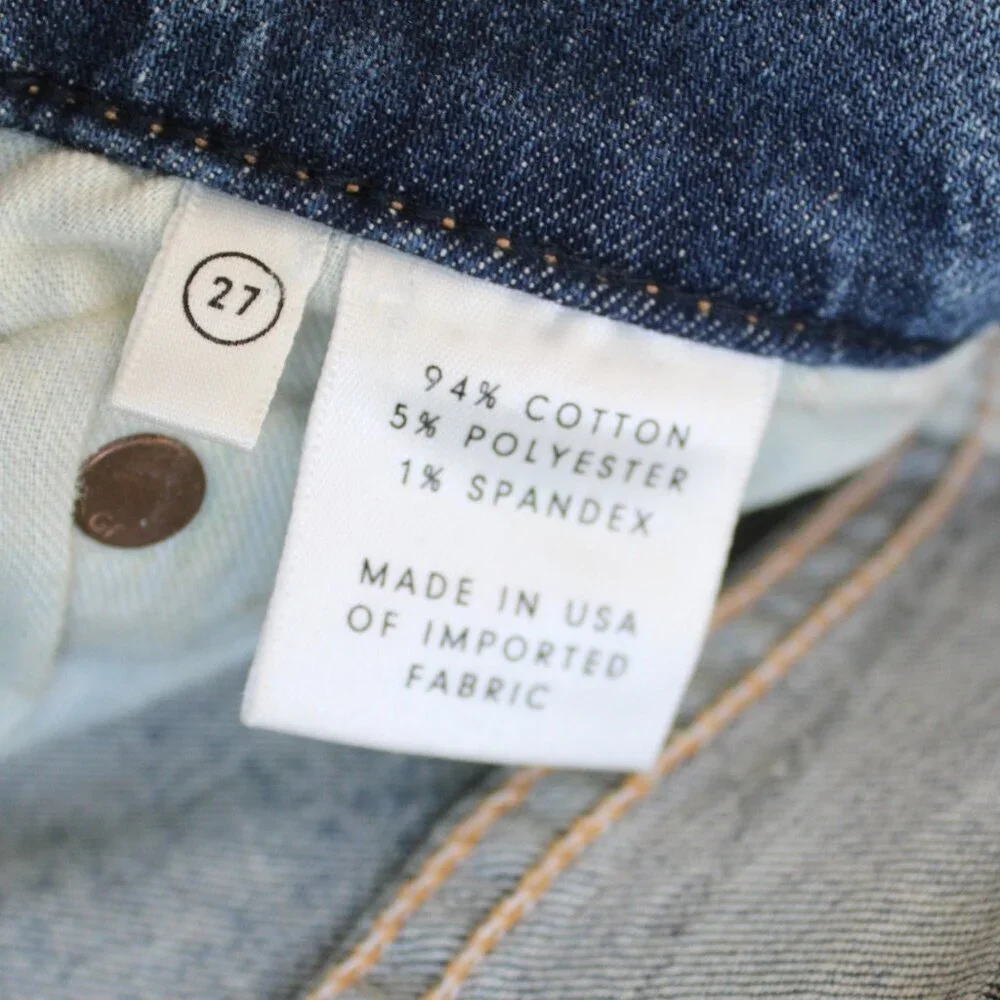 27
94% COTTON
5% POLYESTER
1% SPANDEX
MADE IN USA
OF IMPORTED
FABRIC